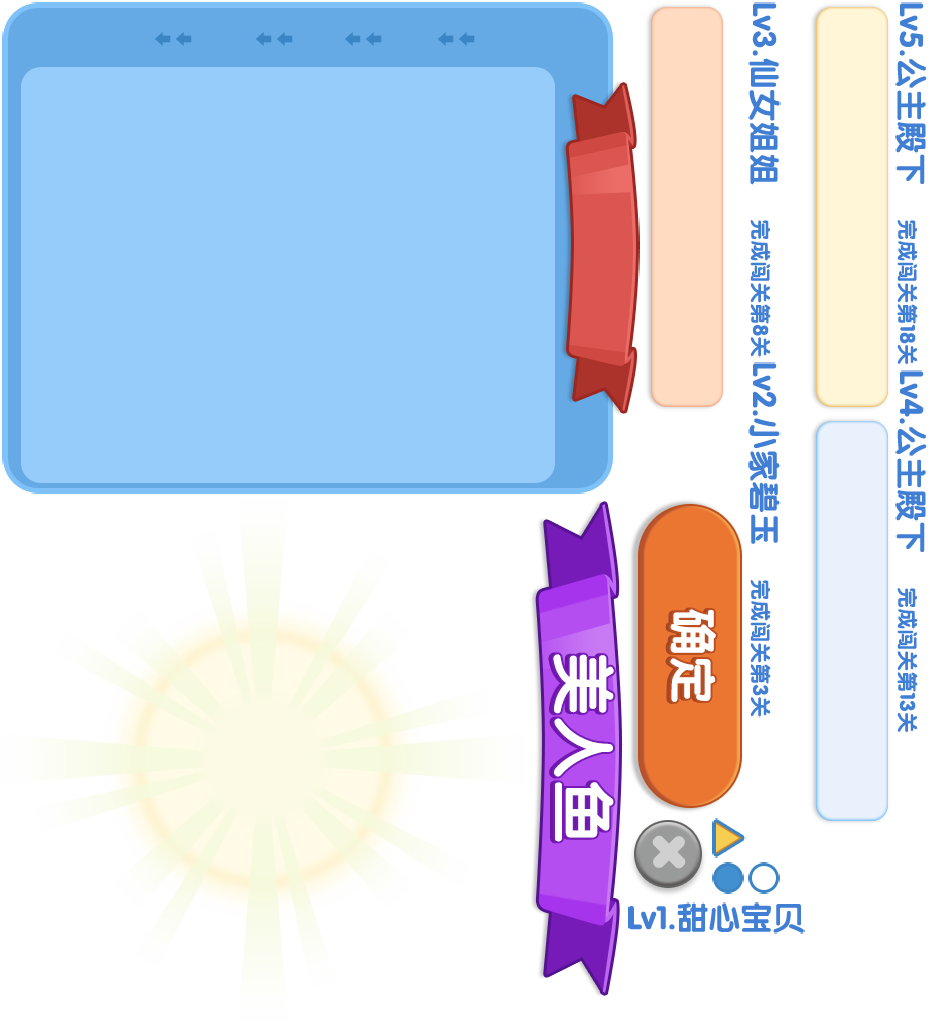 Lv5.公主殿下
完成闯关第18关
Lv4.公主殿下
完成闯关第13关
Lv3.仙女姐姐
完成闯关第8关
Lv2.小家碧玉
完成闯关第3关
确定
美人鱼
Lv1.甜心宝贝